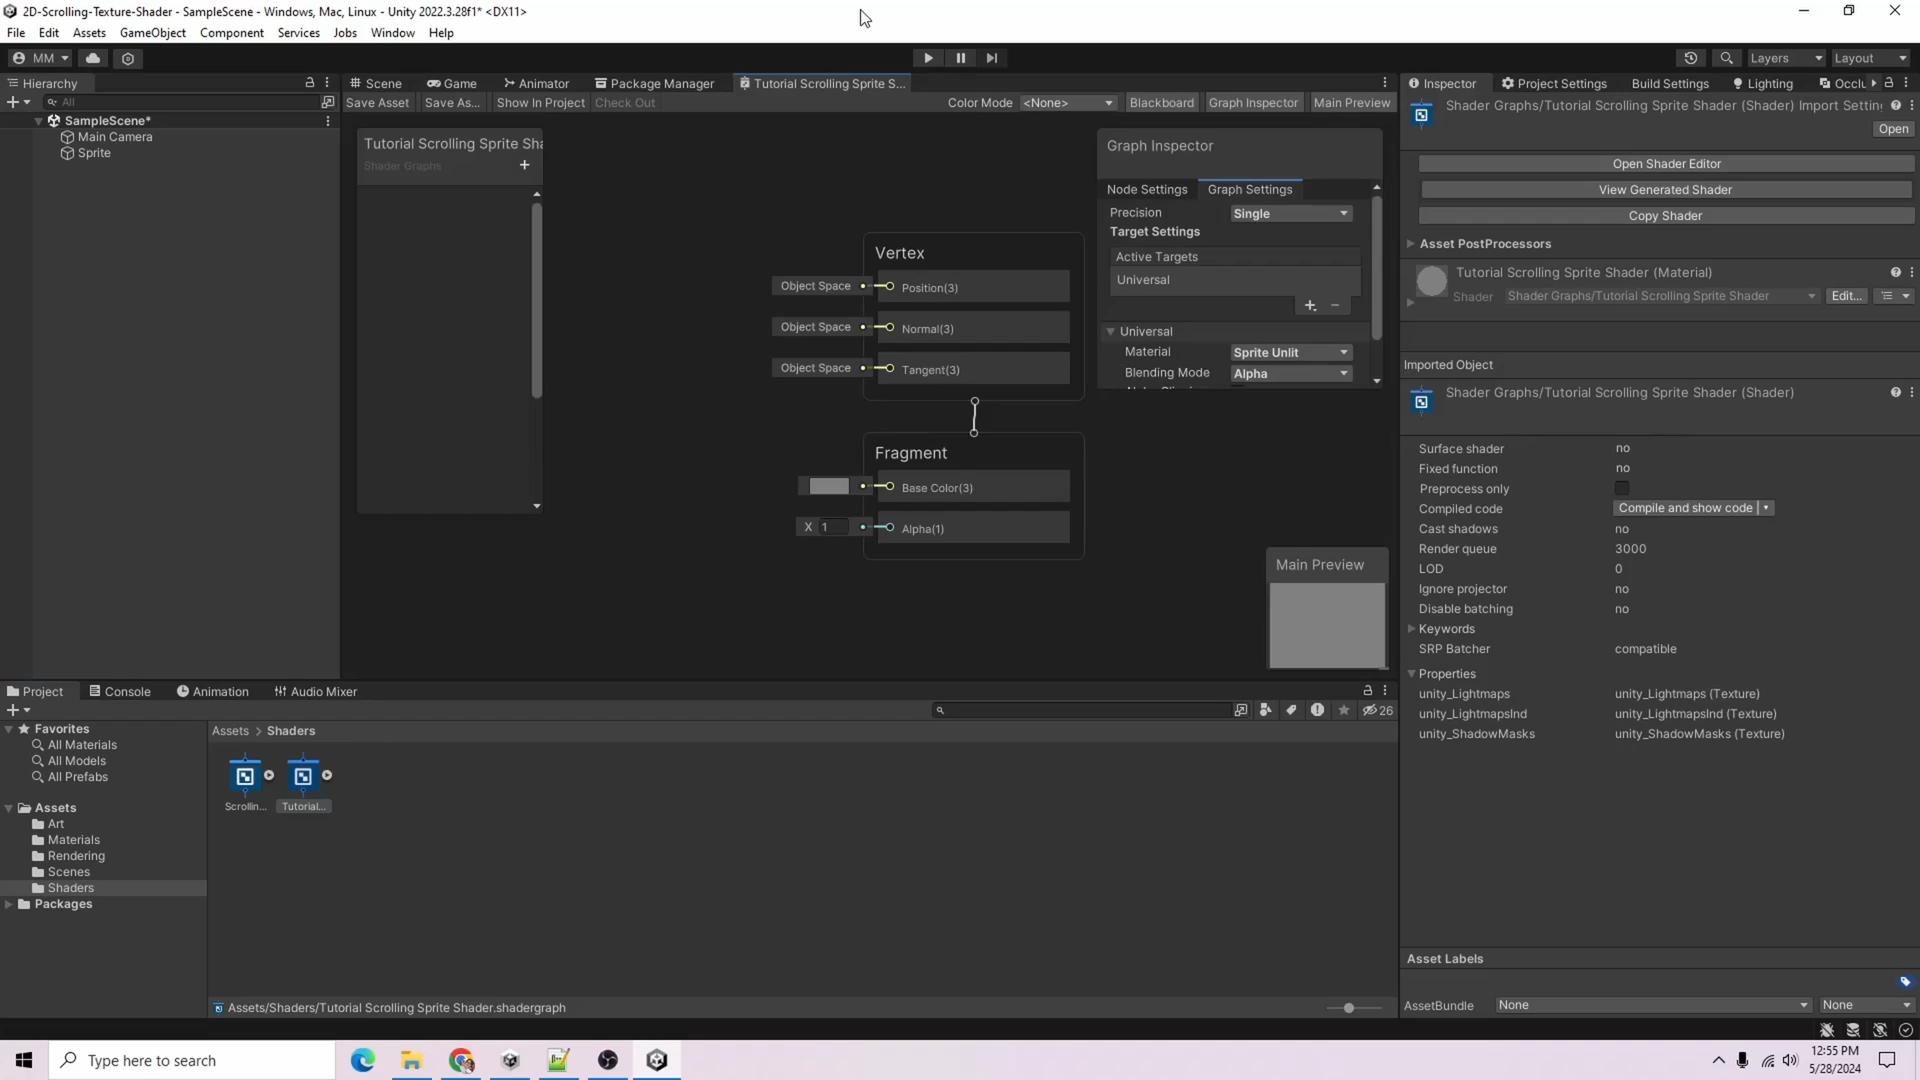 2D-Scrolling-Texture-Shader - SampleScene - Windows, Mac, Linux - Unity 2022.3.28f1* <DX11>
File Edit Assets GameObject Component Services Jobs Window Help
MM Layers Layout
Hierarchy
All
SampleScene*
Main Camera
Sprite
Scene Game Animator Package Manager Tutorial Scrolling Sprite S...
Save Asset Save As... Show In Project Check Out Color Mode <None> Blackboard Graph Inspector Main Preview
Tutorial Scrolling Sprite Sha
Shader Graphs
Vertex
Object Space Position(3)
Object Space Normal(3)
Object Space Tangent(3)
Fragment
Base Color(3)
X 1 Alpha(1)
Graph Inspector
Node Settings Graph Settings
Precision Single
Target Settings
Active Targets
Universal
Universal
Material Sprite Unlit
Blending Mode Alpha
Main Preview
Inspector Project Settings Build Settings Lighting Occlu
Shader Graphs/Tutorial Scrolling Sprite Shader (Shader) Import Settin
Open
Open Shader Editor
View Generated Shader
Copy Shader
Asset PostProcessors
Tutorial Scrolling Sprite Shader (Material)
Shader Shader Graphs/Tutorial Scrolling Sprite Shader Edit...
Imported Object
Shader Graphs/Tutorial Scrolling Sprite Shader (Shader)
Surface shader no
Fixed function no
Preprocess only
Compiled code Compile and show code
Cast shadows no
Render queue 3000
LOD 0
Ignore projector no
Disable batching no
Keywords
SRP Batcher compatible
Properties
unity_Lightmaps unity_Lightmaps (Texture)
unity_LightmapsInd unity_LightmapsInd (Texture)
unity_ShadowMasks unity_ShadowMasks (Texture)
Asset Labels
AssetBundle None None
Project Console Animation Audio Mixer
26
Favorites
All Materials
All Models
All Prefabs
Assets
Art
Materials
Rendering
Scenes
Shaders
Packages
Assets > Shaders
Scrollin... Tutorial...
Assets/Shaders/Tutorial Scrolling Sprite Shader.shadergraph
Type here to search
12:55 PM
5/28/2024